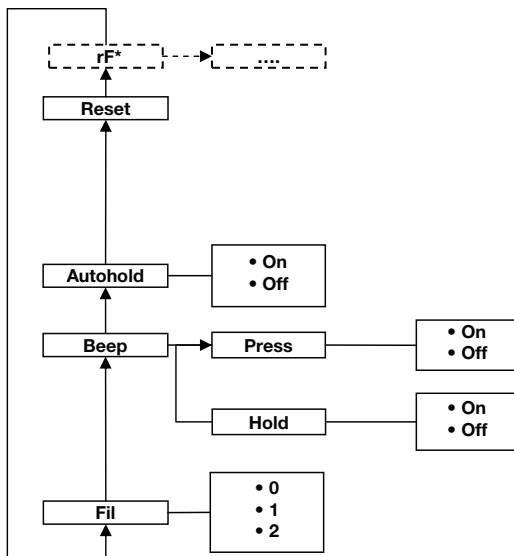 rF*
....
Reset
Autohold
• On
• Off
Beep
Press
• On
• Off
Hold
• On
• Off
Fil
• 0
• 1
• 2